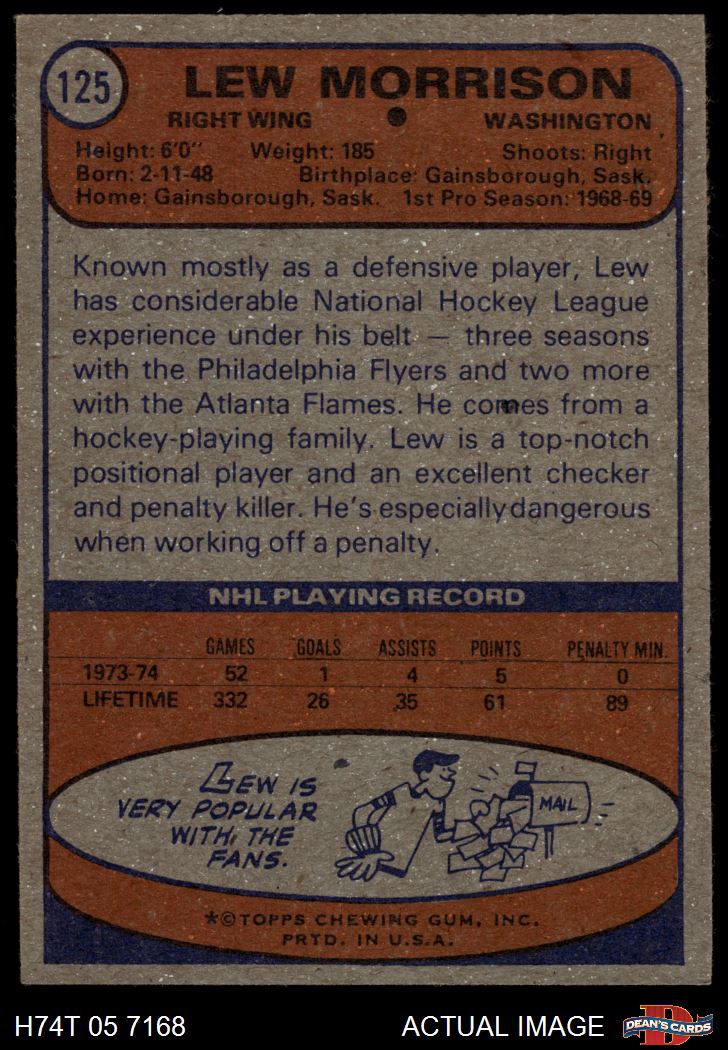 125
LEW MORRISON
RIGHT WING ● WASHINGTON
Height: 6'0" Weight: 185 Shoots: Right
Born: 2-11-48 Birthplace: Gainsborough, Sask.
Home: Gainsborough, Sask. 1st Pro Season: 1968-69
Known mostly as a defensive player, Lew
has considerable National Hockey League
experience under his belt — three seasons
with the Philadelphia Flyers and two more
with the Atlanta Flames. He comes from a
hockey-playing family. Lew is a top-notch
positional player and an excellent checker
and penalty killer. He's especially dangerous
when working off a penalty.
NHL PLAYING RECORD
GAMES GOALS ASSISTS POINTS PENALTY MIN.
1973-74 52 1 4 5 0
LIFETIME 332 26 35 61 89
LEW IS
VERY POPULAR
WITH THE
FANS.
MAIL
*©TOPPS CHEWING GUM, INC.
PRTD. IN U.S.A.
H74T 05 7168 ACTUAL IMAGE
D
DEAN'S CARDS